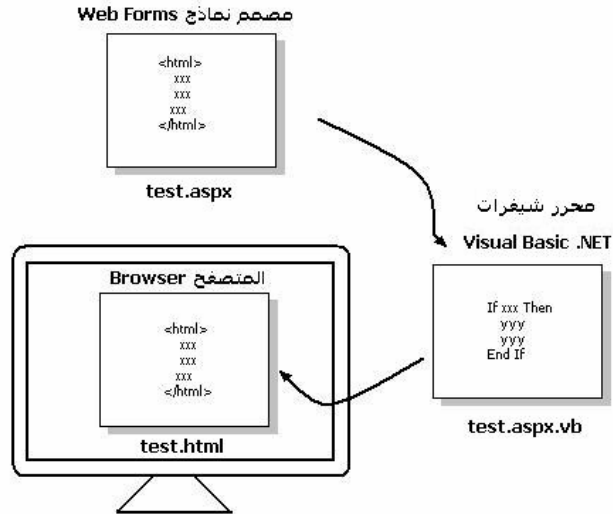 مصمم نماذج Web Forms
<html>
xxx
xxx
xxx
</html>
test.aspx
محرر شيفرات
Visual Basic .NET
If xxx Then
yyy
yyy
End If
test.aspx.vb
المتصفح Browser
<html>
xxx
xxx
xxx
</html>
test.html